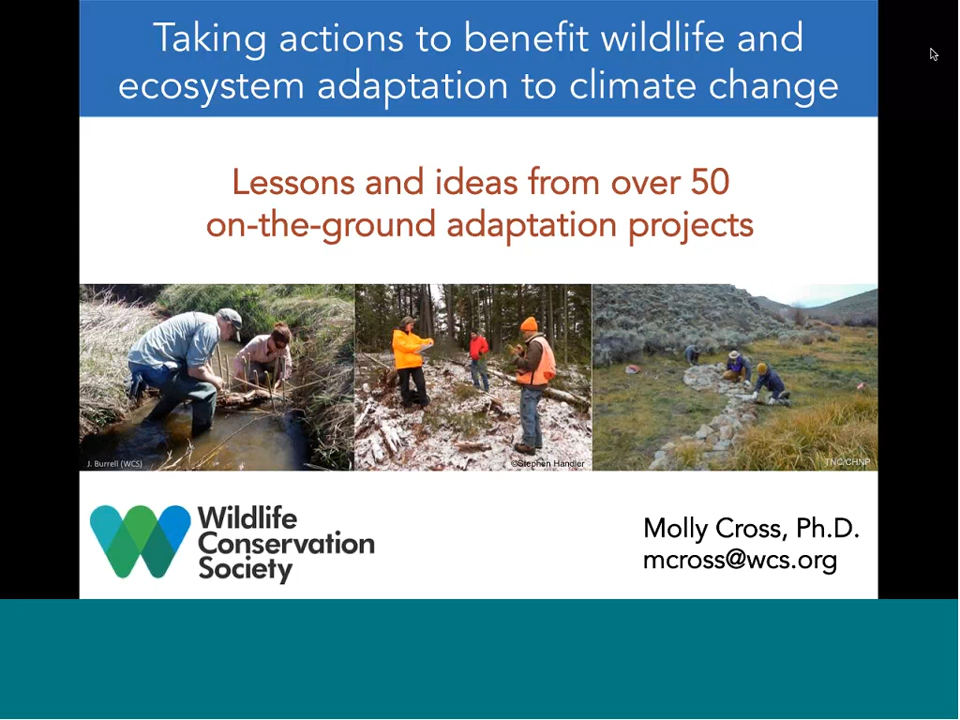 Taking actions to benefit wildlife and
ecosystem adaptation to climate change
Lessons and ideas from over 50
on-the-ground adaptation projects
J. Burrell (WCS)
©Stephen Handler
TNC/CHNP
Wildlife
Conservation
Society
Molly Cross, Ph.D.
mcross@wcs.org